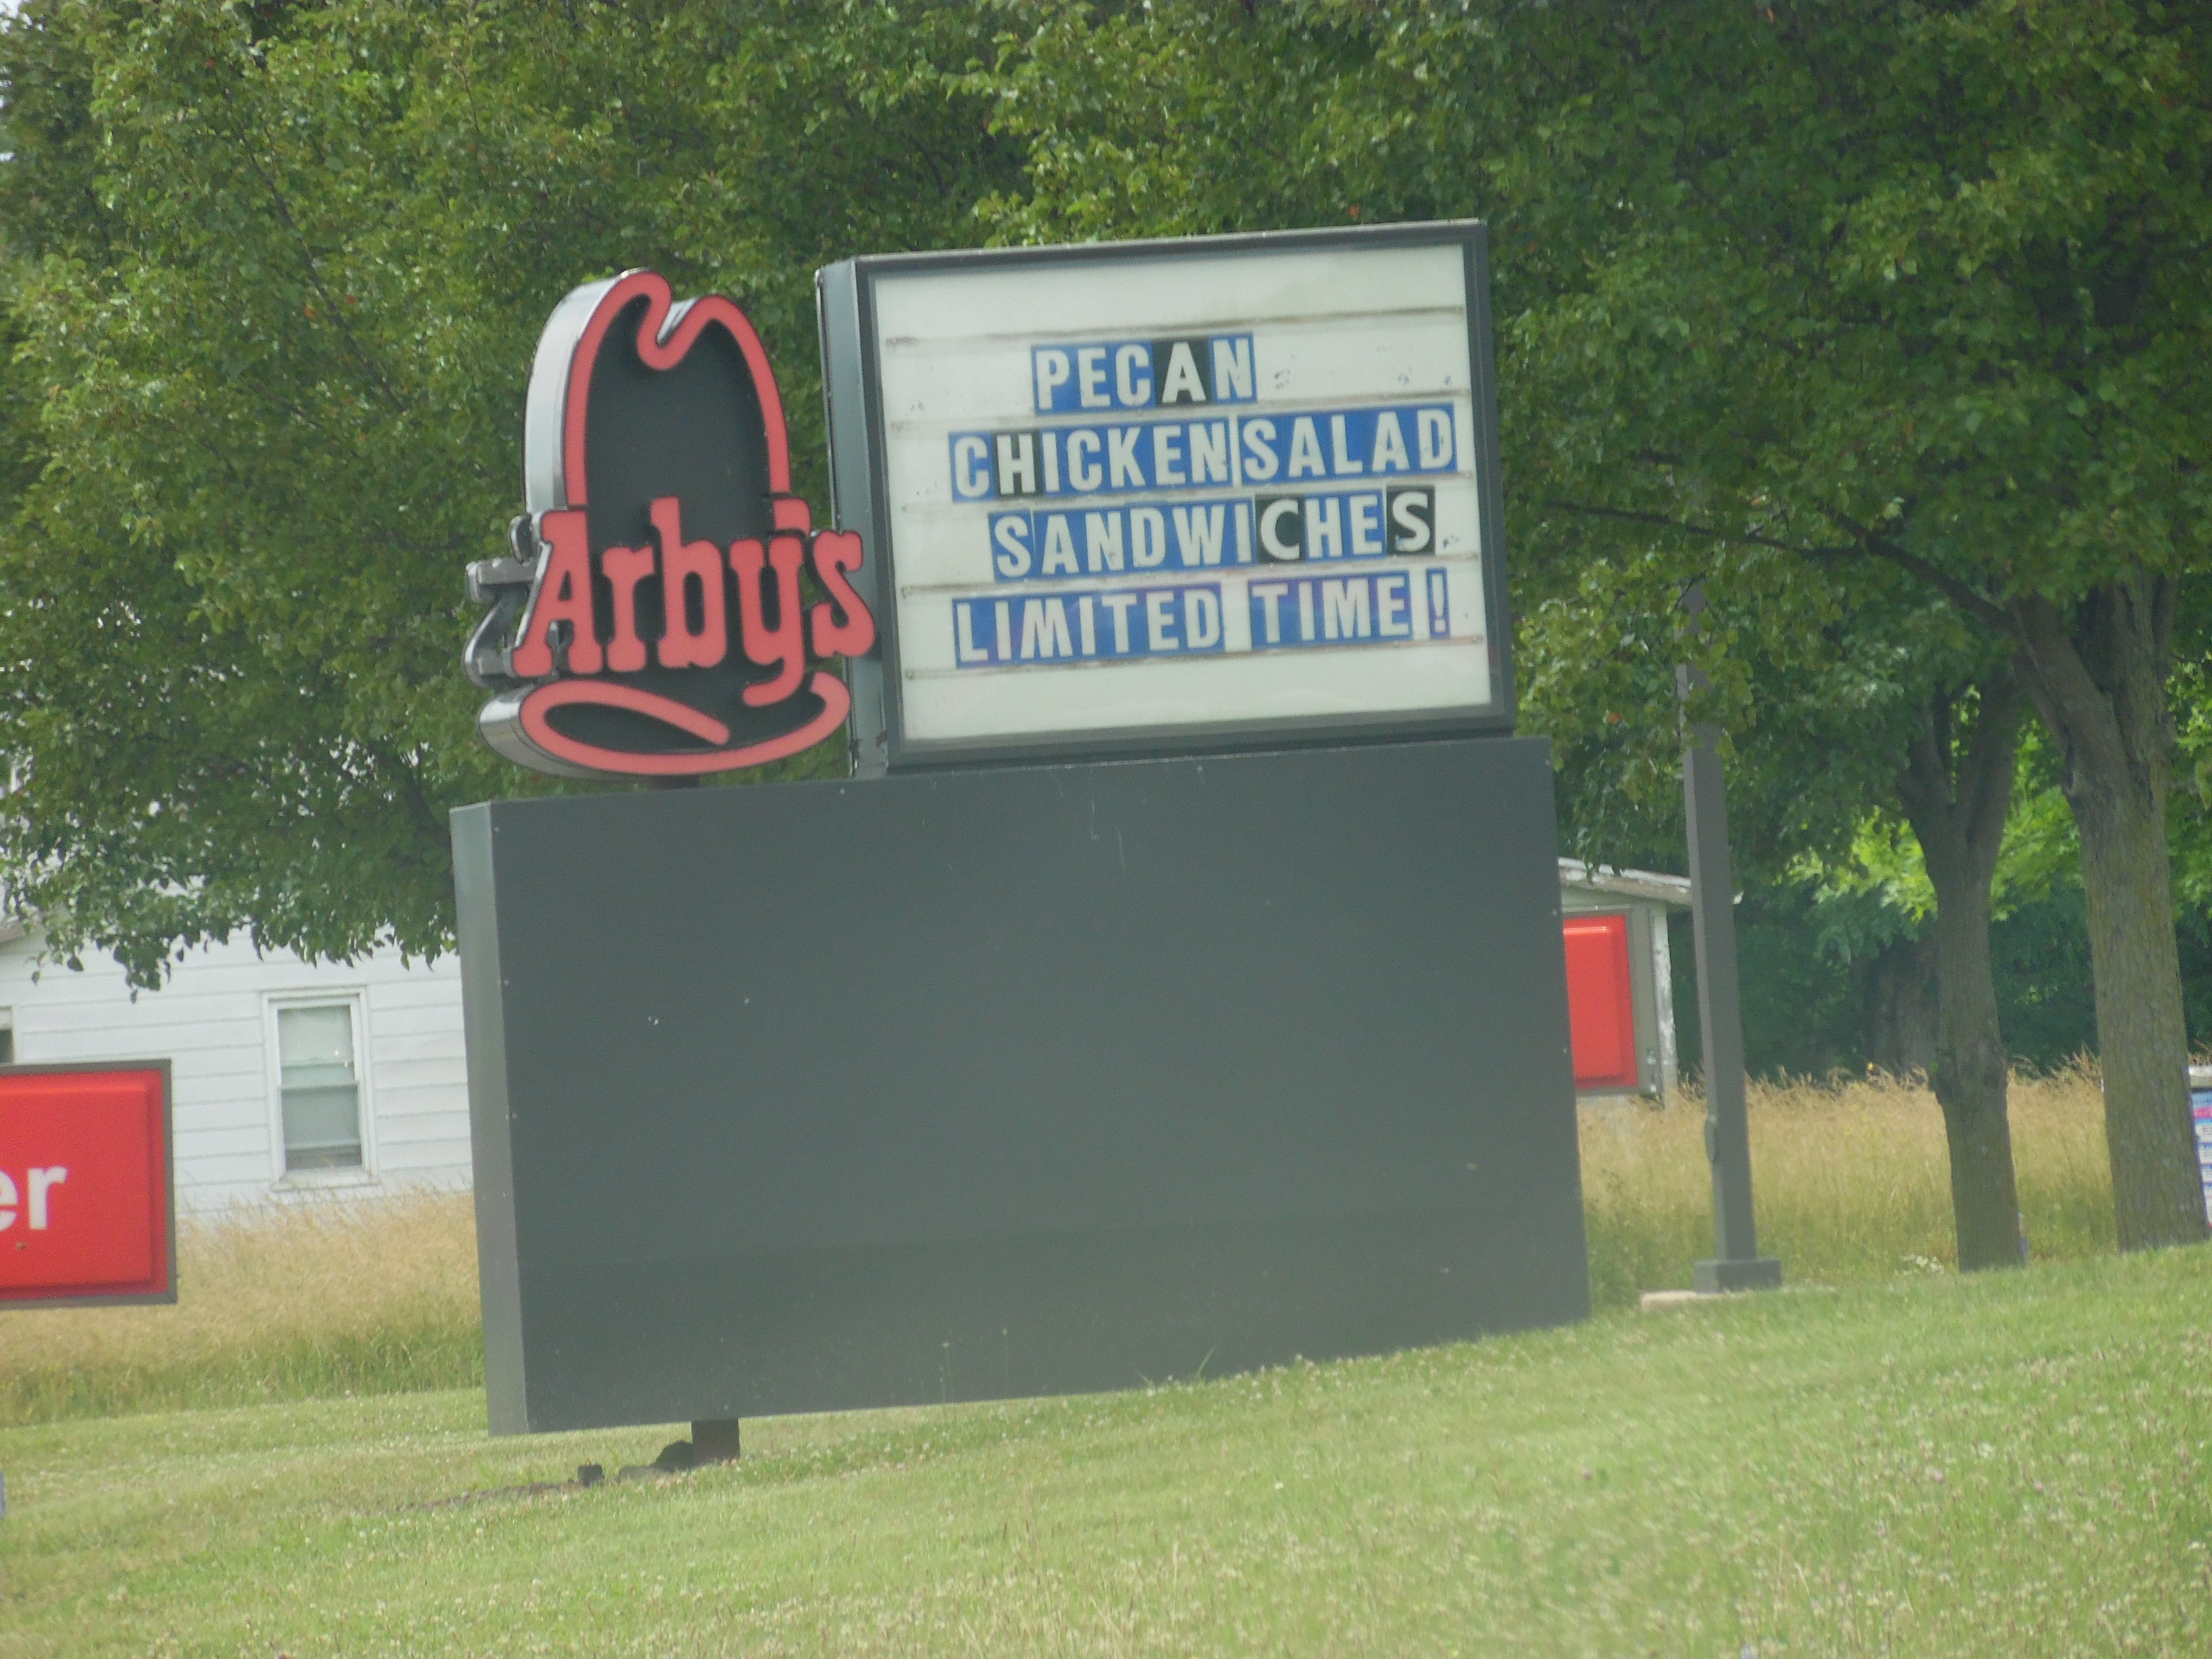 Arby's
PECAN
CHICKEN SALAD
SANDWICHES
LIMITED TIME!
er